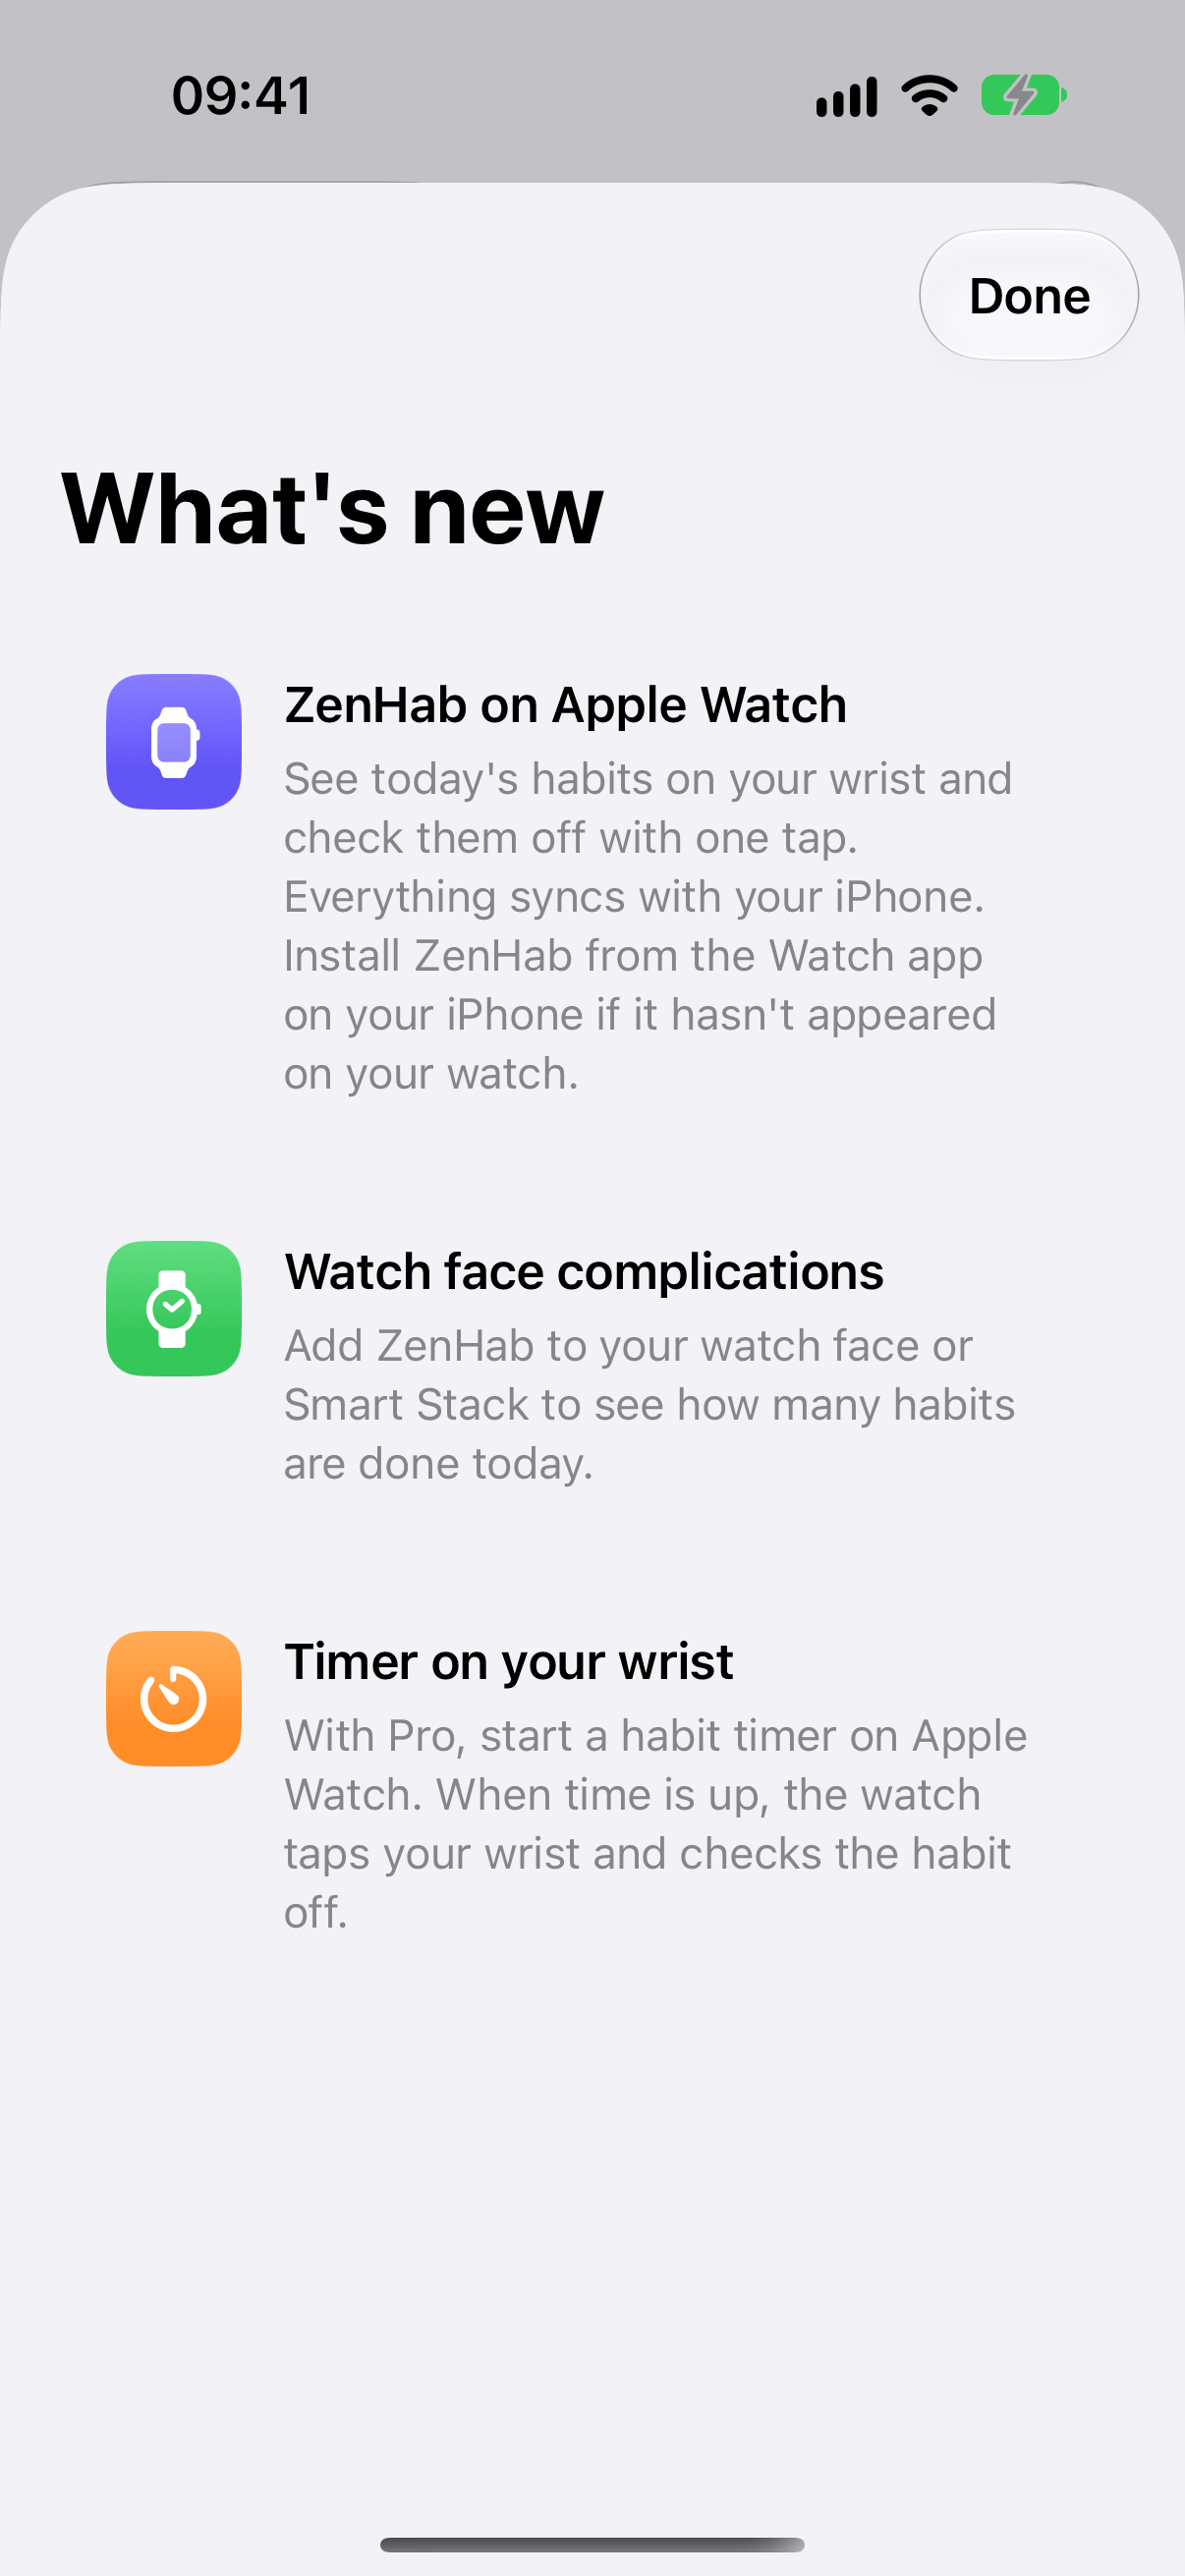 09:41
Done
What's new
ZenHab on Apple Watch
See today's habits on your wrist and
check them off with one tap.
Everything syncs with your iPhone.
Install ZenHab from the Watch app
on your iPhone if it hasn't appeared
on your watch.
Watch face complications
Add ZenHab to your watch face or
Smart Stack to see how many habits
are done today.
Timer on your wrist
With Pro, start a habit timer on Apple
Watch. When time is up, the watch
taps your wrist and checks the habit
off.